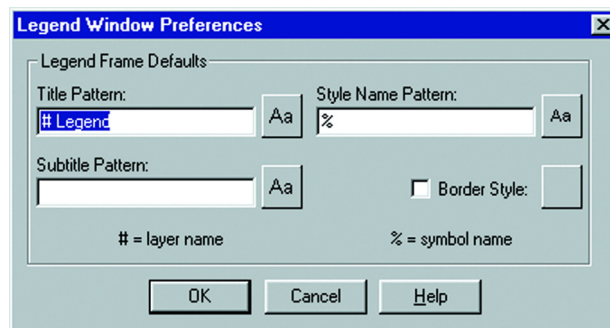 Legend Window Preferences
Legend Frame Defaults
Title Pattern:
# Legend
Aa
Style Name Pattern:
%
Aa
Subtitle Pattern:
Aa
Border Style:
# = layer name
% = symbol name
OK
Cancel
Help